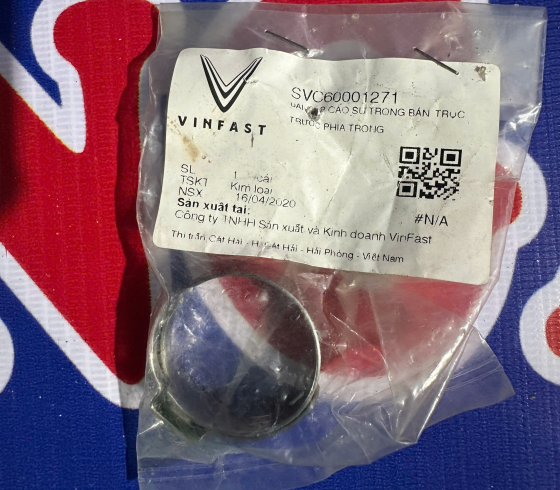 VINFAST
SVC60001271
ĐAI KẸP CAO SU TRONG BÁN TRỤC
TRƯỚC PHÍA TRONG
SL 1 cái
TSKT Kim loại
NSX 16/04/2020
#N/A
Sản xuất tại:
Công ty TNHH Sản xuất và Kinh doanh VinFast
Thị trấn Cát Hải - H. Cát Hải - Hải Phòng - Việt Nam